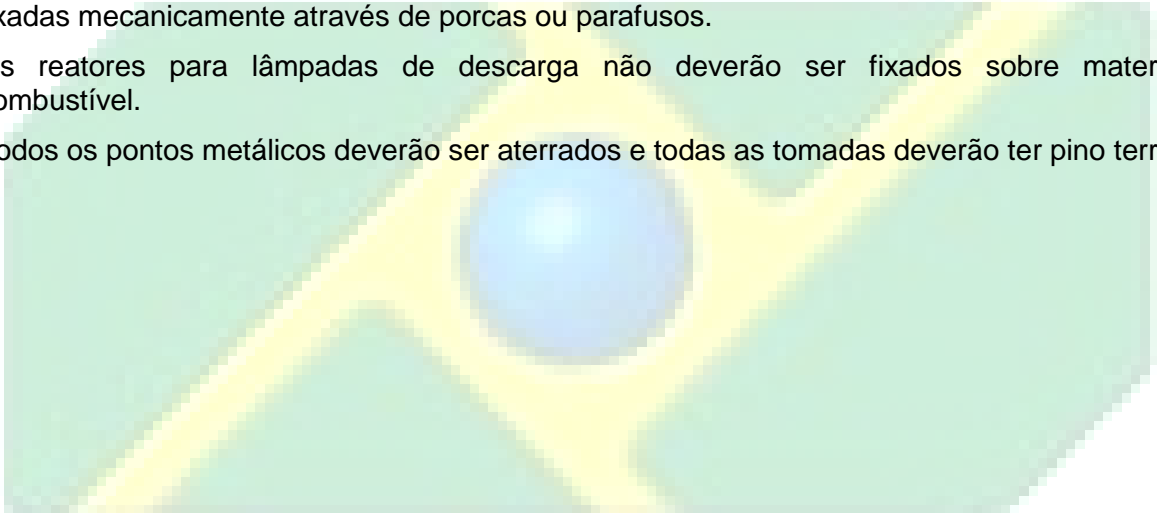 xadas mecanicamente através de porcas ou parafusos.
s reatores para lâmpadas de descarga não deverão ser fixados sobre mater
ombustível.
odos os pontos metálicos deverão ser aterrados e todas as tomadas deverão ter pino terr